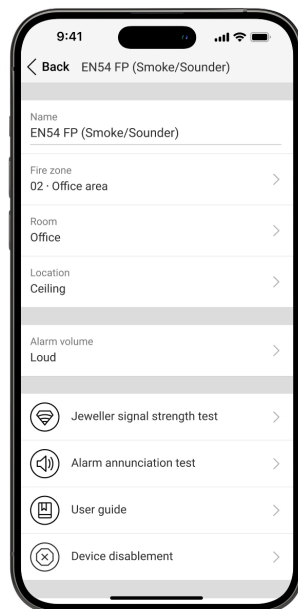 9:41
Back EN54 FP (Smoke/Sounder)
Name
EN54 FP (Smoke/Sounder)
Fire zone
02 · Office area
Room
Office
Location
Ceiling
Alarm volume
Loud
Jeweller signal strength test
Alarm annunciation test
User guide
Device disablement